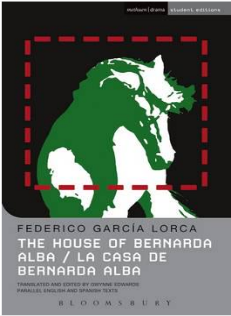 methuen | drama student editions
FEDERICO GARCÍA LORCA
THE HOUSE OF BERNARDA
ALBA / LA CASA DE
BERNARDA ALBA
TRANSLATED AND EDITED BY GWYNNE EDWARDS
PARALLEL ENGLISH AND SPANISH TEXTS
BLOOMSBURY